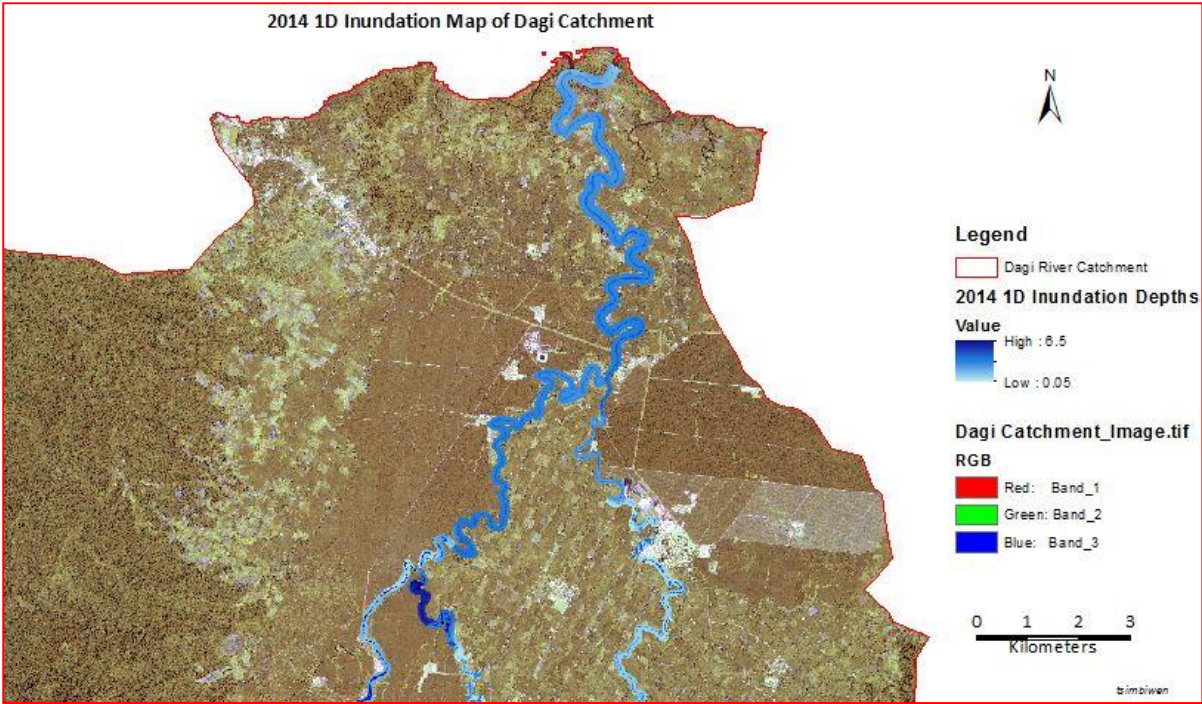 2014 1D Inundation Map of Dagi Catchment
N
Legend
Dagi River Catchment
2014 1D Inundation Depths
Value
High : 6.5
Low : 0.05
Dagi Catchment_Image.tif
RGB
Red: Band_1
Green: Band_2
Blue: Band_3
0 1 2 3
Kilometers
tsimbiwen